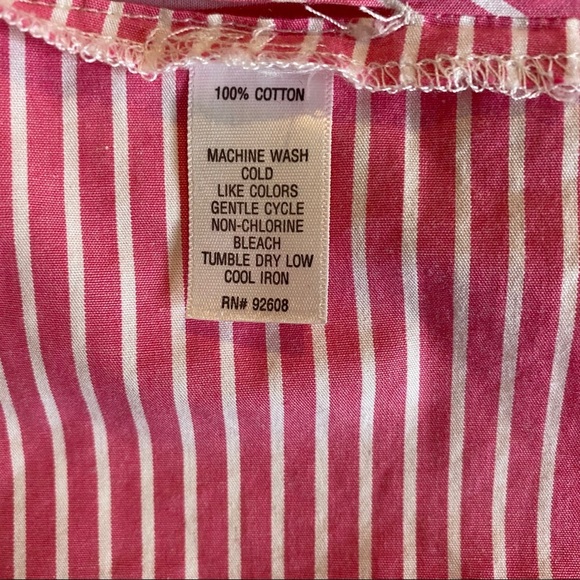 100% COTTON
MACHINE WASH
COLD
LIKE COLORS
GENTLE CYCLE
NON-CHLORINE
BLEACH
TUMBLE DRY LOW
COOL IRON
RN# 92608